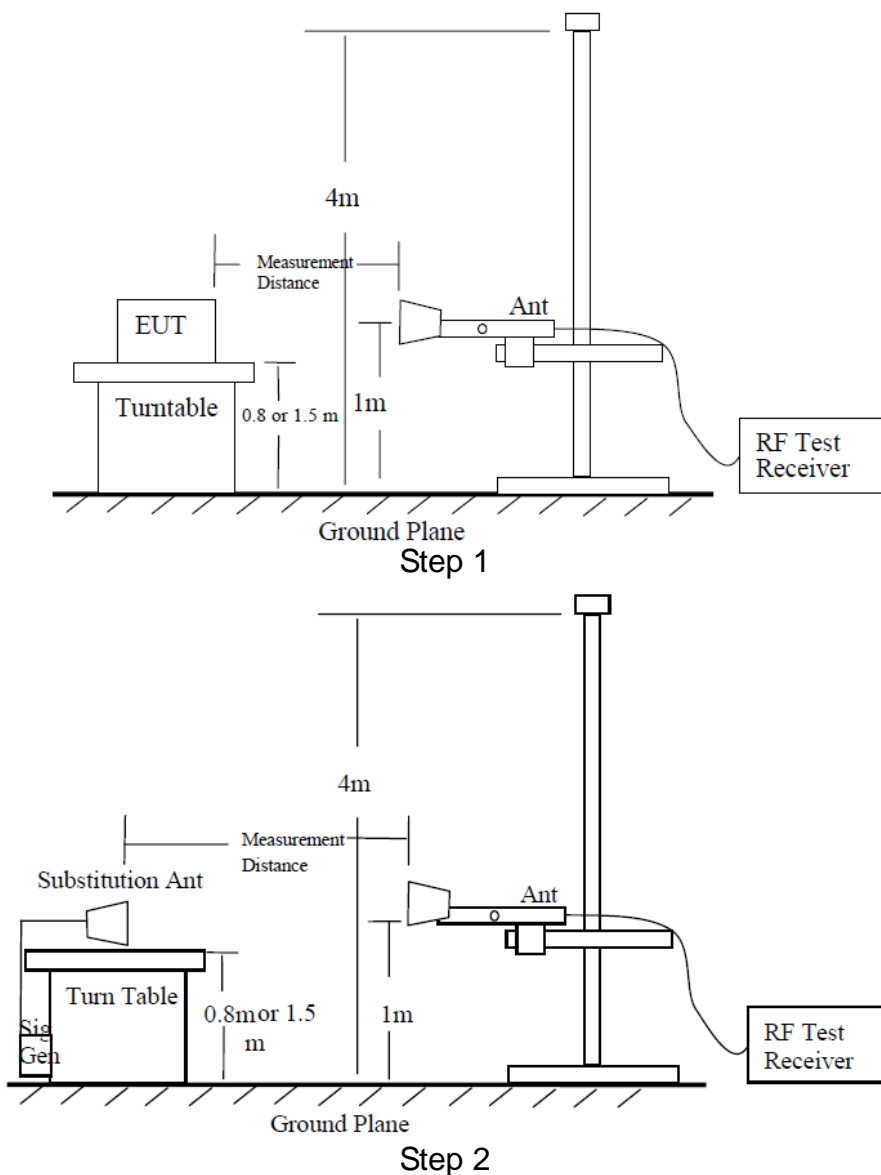 4m
Measurement
Distance
Ant
EUT
1m
Turntable
0.8 or 1.5 m
RF Test
Receiver
Ground Plane
Step 1
4m
Measurement
Distance
Substitution Ant
Ant
Turn Table
0.8m or 1.5
m
1m
Sig
Gen
RF Test
Receiver
Ground Plane
Step 2